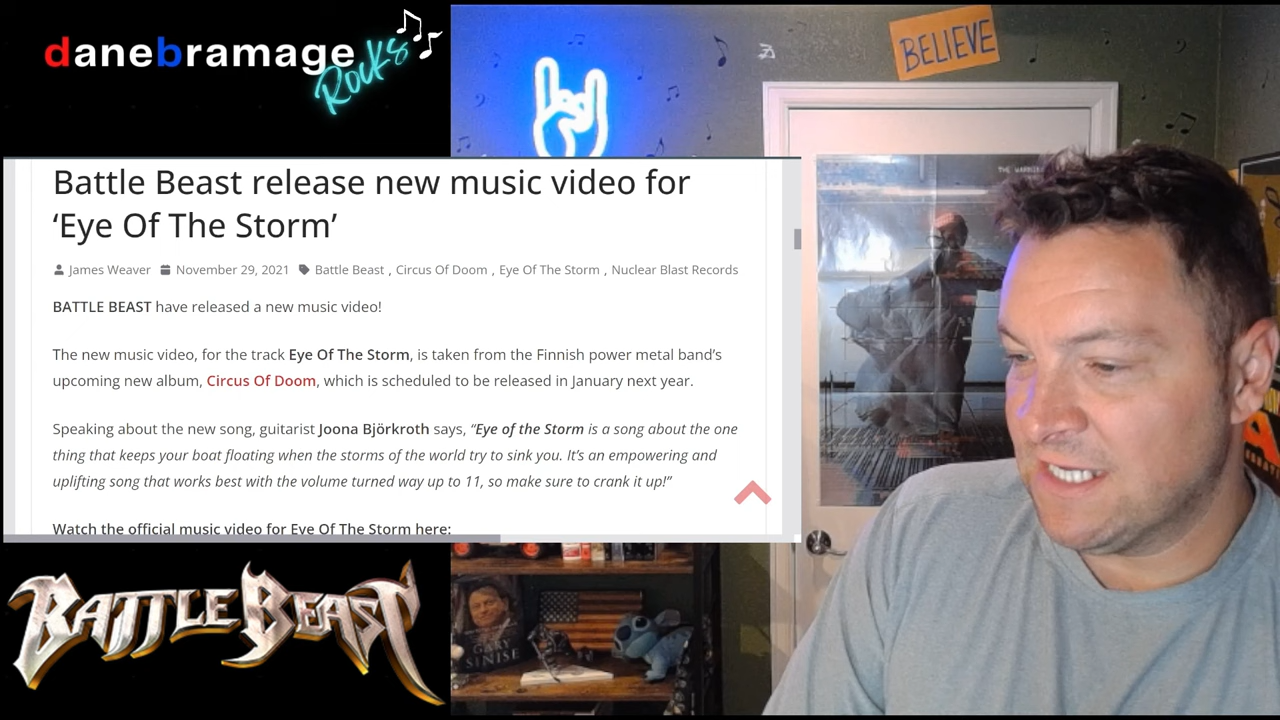 danebramage
Rocks
BELIEVE
THE WARRIORS
Battle Beast release new music video for
‘Eye Of The Storm’
James Weaver November 29, 2021 Battle Beast , Circus Of Doom , Eye Of The Storm , Nuclear Blast Records
BATTLE BEAST have released a new music video!
The new music video, for the track Eye Of The Storm, is taken from the Finnish power metal band’s
upcoming new album, Circus Of Doom, which is scheduled to be released in January next year.
Speaking about the new song, guitarist Joona Björkroth says, “Eye of the Storm is a song about the one
thing that keeps your boat floating when the storms of the world try to sink you. It’s an empowering and
uplifting song that works best with the volume turned way up to 11, so make sure to crank it up!”
Watch the official music video for Eye Of The Storm here:
BATTLE BEAST
GARY
SINISE